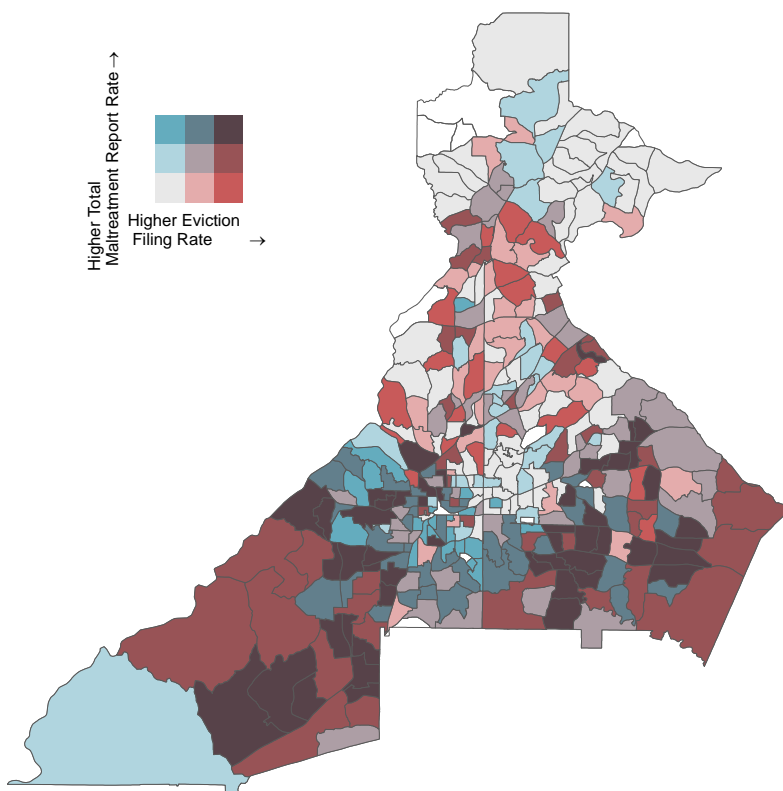 Higher Total
Maltreatment Report Rate →
Higher Eviction
Filing Rate →